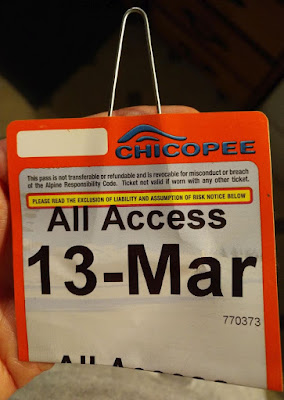 CHICOPEE
This pass is not transferable or refundable and is revecable for misconduct or breach
of the Alpine Responsibility Code. Ticket not valid if worn with any other ticket.
PLEASE READ THE EXCLUSION OF LIABILITY AND ASSUMPTION OF RISK NOTICE BELOW
All Access
13-Mar
770373
All Access